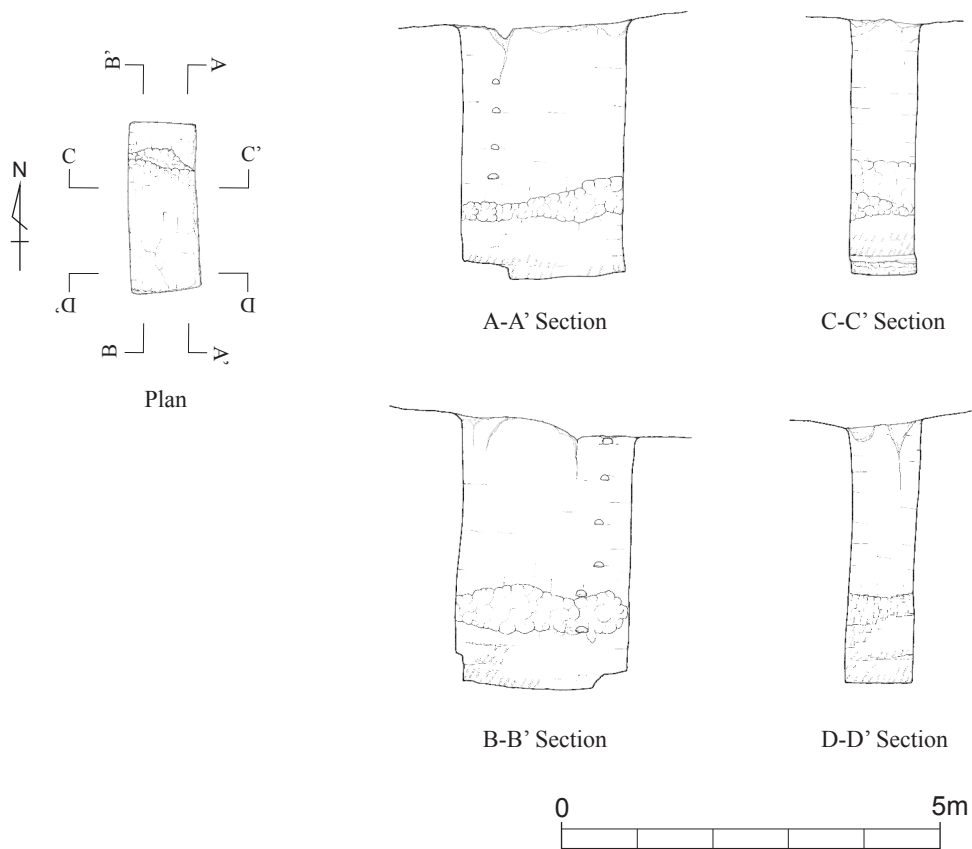 B’ A
N
C C’
D’ D
B A’
Plan
A-A’ Section
C-C’ Section
B-B’ Section
D-D’ Section
0 5m